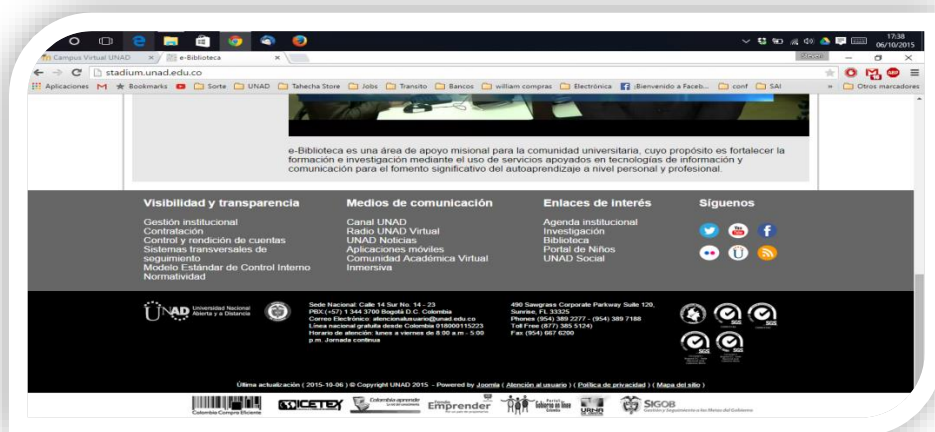 17:38
06/10/2015
Campus Virtual UNAD
e-Biblioteca
stadium.unad.edu.co
Aplicaciones
Bookmarks
Sorte
UNAD
Tahecha Store
Jobs
Transito
Bancos
william compras
Electrónica
:Bienvenido a Faceb...
conf
SAI
Otros marcadores
e-Biblioteca es una área de apoyo misional para la comunidad universitaria, cuyo propósito es fortalecer la
formación e investigación mediante el uso de servicios apoyados en tecnologías de información y
comunicación para el fomento significativo del autoaprendizaje a nivel personal y profesional.
Visibilidad y transparencia
Gestión institucional
Contratación
Control y rendición de cuentas
Sistemas transversales de
seguimiento
Modelo Estándar de Control Interno
Normatividad
Medios de comunicación
Canal UNAD
Radio UNAD Virtual
UNAD Noticias
Aplicaciones móviles
Comunidad Académica Virtual
Inmersiva
Enlaces de interés
Agenda institucional
Investigación
Biblioteca
Portal de Niños
UNAD Social
Síguenos
UNAD Universidad Nacional
Abierta y a Distancia
Sede Nacional: Calle 14 Sur No. 14 - 23
PBX:(+57) 1 344 3700 Bogotá D.C. Colombia
Correo Electrónico: atencionalusuario@unad.edu.co
Línea nacional gratuita desde Colombia 018000115223
Horario de atención: lunes a viernes de 8:00 a.m - 5:00
p.m. Jornada continua
490 Sawgrass Corporate Parkway Suite 120,
Sunrise, FL 33325
Phones (954) 389 2277 - (954) 389 7188
Toll Free (877) 385 5124)
Fax (954) 667 6200
SGS
SGS
SGS
SGS
Última actualización ( 2015-10-06 ) © Copyright UNAD 2015 - Powered by Joomla ( Atención al usuario ) ( Política de privacidad ) ( Mapa del sitio )
Colombia Compra Eficiente
ICETEX
Colombia aprende
Emprender
Gobierno en línea
URNA
SIGOB
Gestión y Seguimiento a las Metas del Gobierno